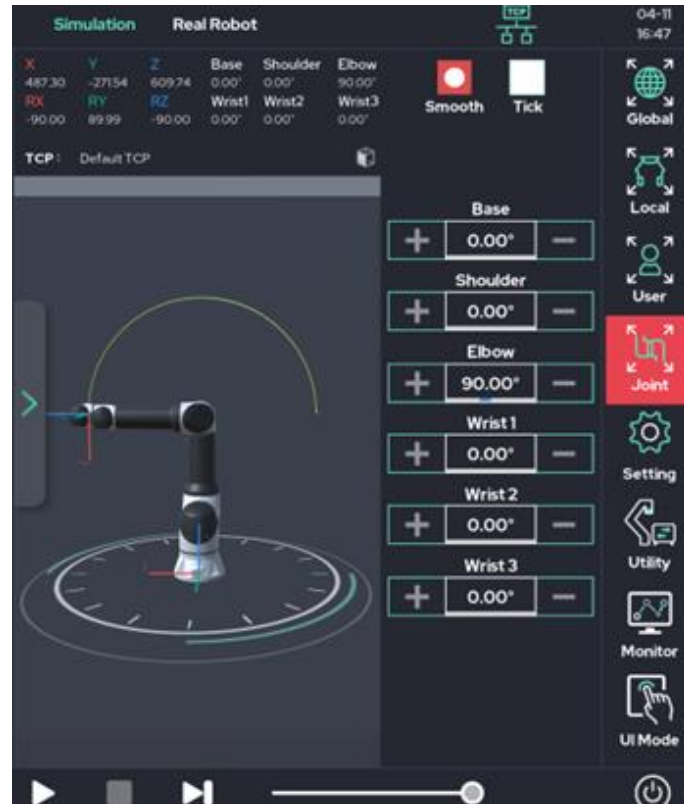 Simulation Real Robot TCP 04-11
16:47
X Y Z Base Shoulder Elbow
487.30 -271.54 609.74 0.00° 0.00° 90.00°
RX RY RZ Wrist1 Wrist2 Wrist3
-90.00 89.99 -90.00 0.00° 0.00° 0.00°
Smooth Tick
TCP : Default TCP
Base
+ 0.00° −
Shoulder
+ 0.00° −
Elbow
+ 90.00° −
Wrist 1
+ 0.00° −
Wrist 2
+ 0.00° −
Wrist 3
+ 0.00° −
Global
Local
User
Joint
Setting
Utility
Monitor
UI Mode